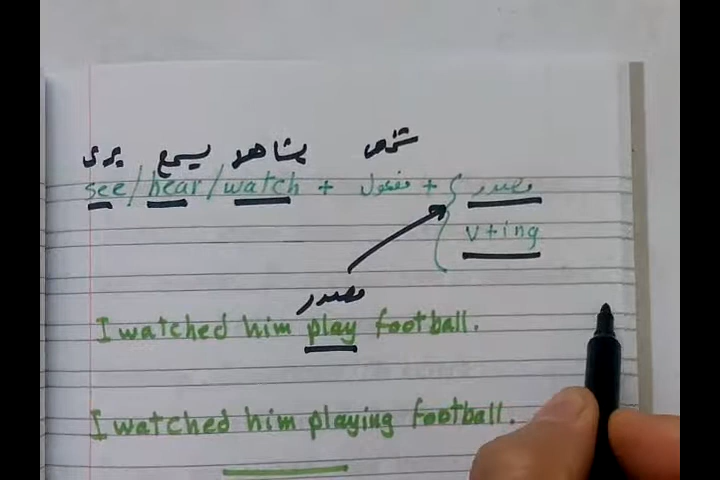 يرى يسمع يشاهد شخص
see/hear/watch + مفعول + { مصدر
v+ing
مصدر
I watched him play football.
I watched him playing football.